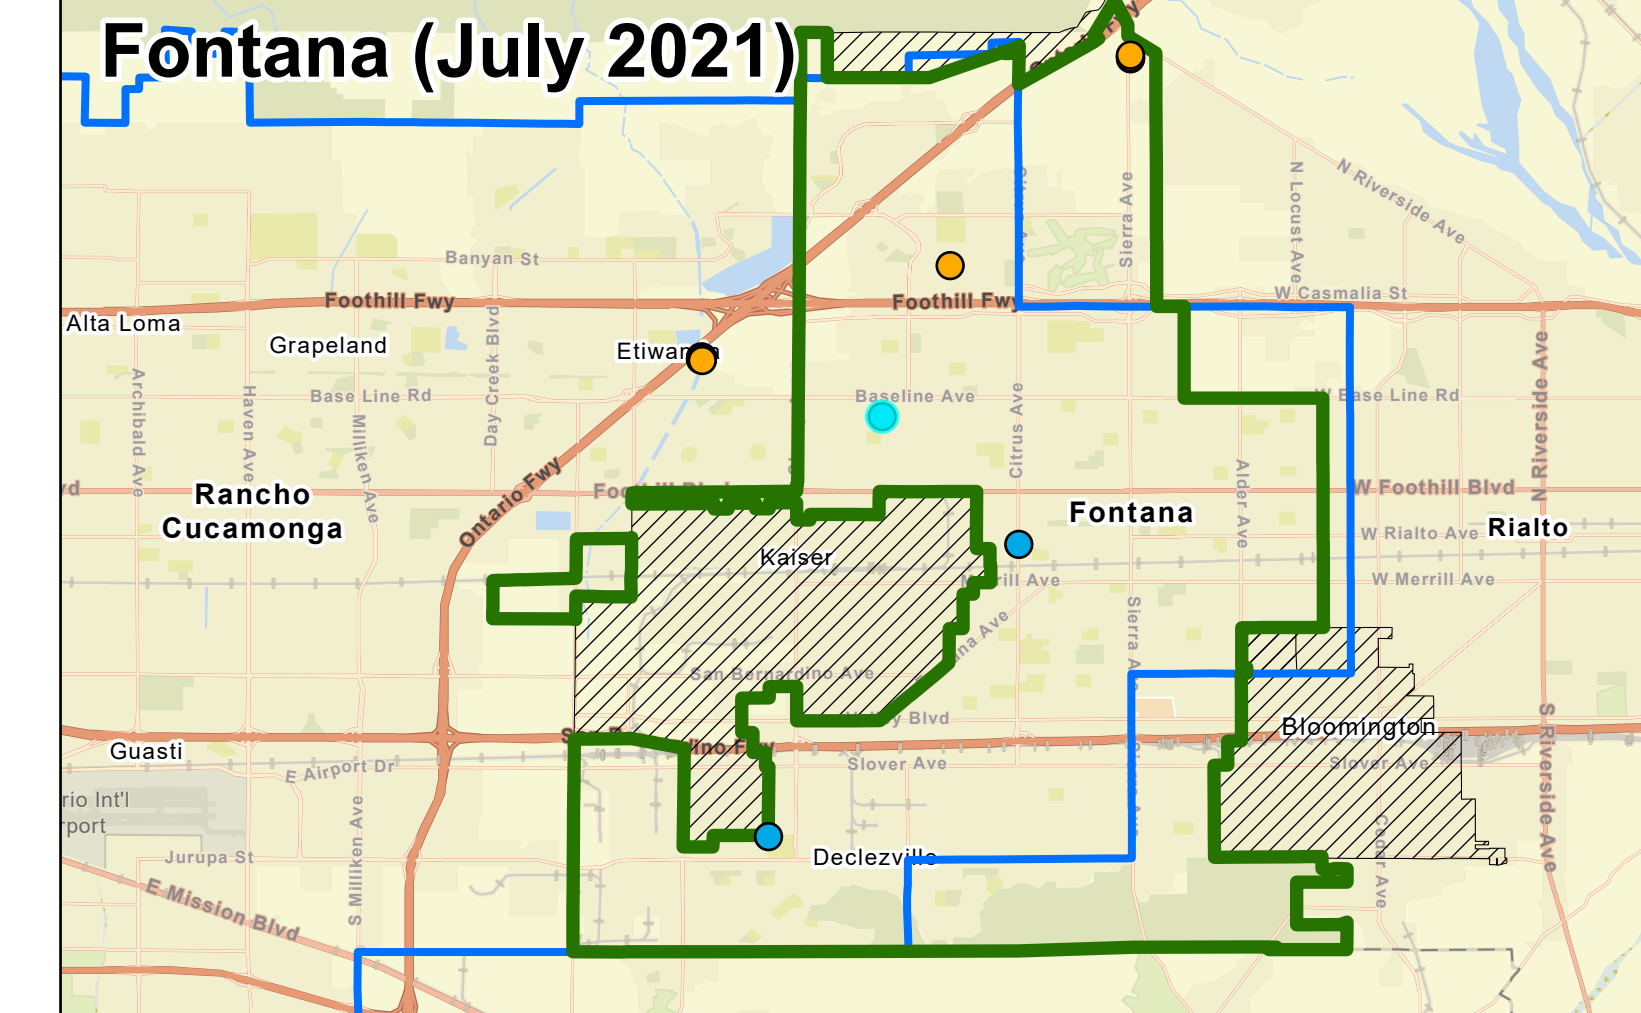 Fontana (July 2021)
N Riverside Ave
N Locust Ave
Sierra Ave
Banyan St
W Casmalia St
Foothill Fwy
Foothill Fwy
Alta Loma
Grapeland
Baseline Ave
Base Line Rd
W Base Line Rd
Archibald Ave
Haven Ave
Milliken Ave
Day Creek Blvd
Citrus Ave
Alder Ave
N Riverside Ave
Ontario Fwy
W Foothill Blvd
Rancho
Cucamonga
Fontana
Rialto
W Rialto Ave
Kaiser
W Merrill Ave
San Bernardino Ave
Bloomington
Guasti
Slover Ave
Slover Ave
E Airport Dr
S Riverside Ave
rio Int'l
rport
Jurupa St
Declezville
S Milliken Ave
Cedar Ave
E Mission Blvd